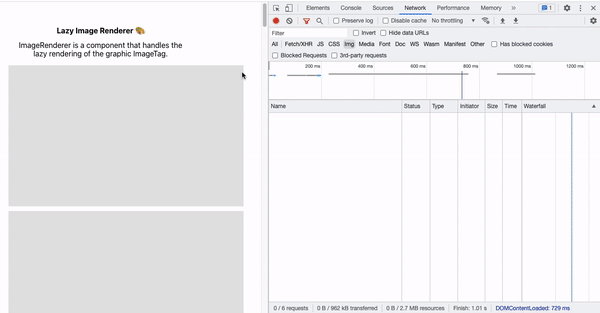 Lazy Image Renderer 🎨
ImageRenderer is a component that handles the
lazy rendering of the graphic ImageTag.
Elements Console Sources Network Performance Memory » 1
Preserve log Disable cache No throttling
Filter Invert Hide data URLs
All Fetch/XHR JS CSS Img Media Font Doc WS Wasm Manifest Other Has blocked cookies
Blocked Requests 3rd-party requests
200 ms 400 ms 600 ms 800 ms 1000 ms 1200 ms
Name Status Type Initiator Size Time Waterfall
0 / 6 requests 0 B / 962 kB transferred 0 B / 2.7 MB resources Finish: 1.01 s DOMContentLoaded: 729 ms